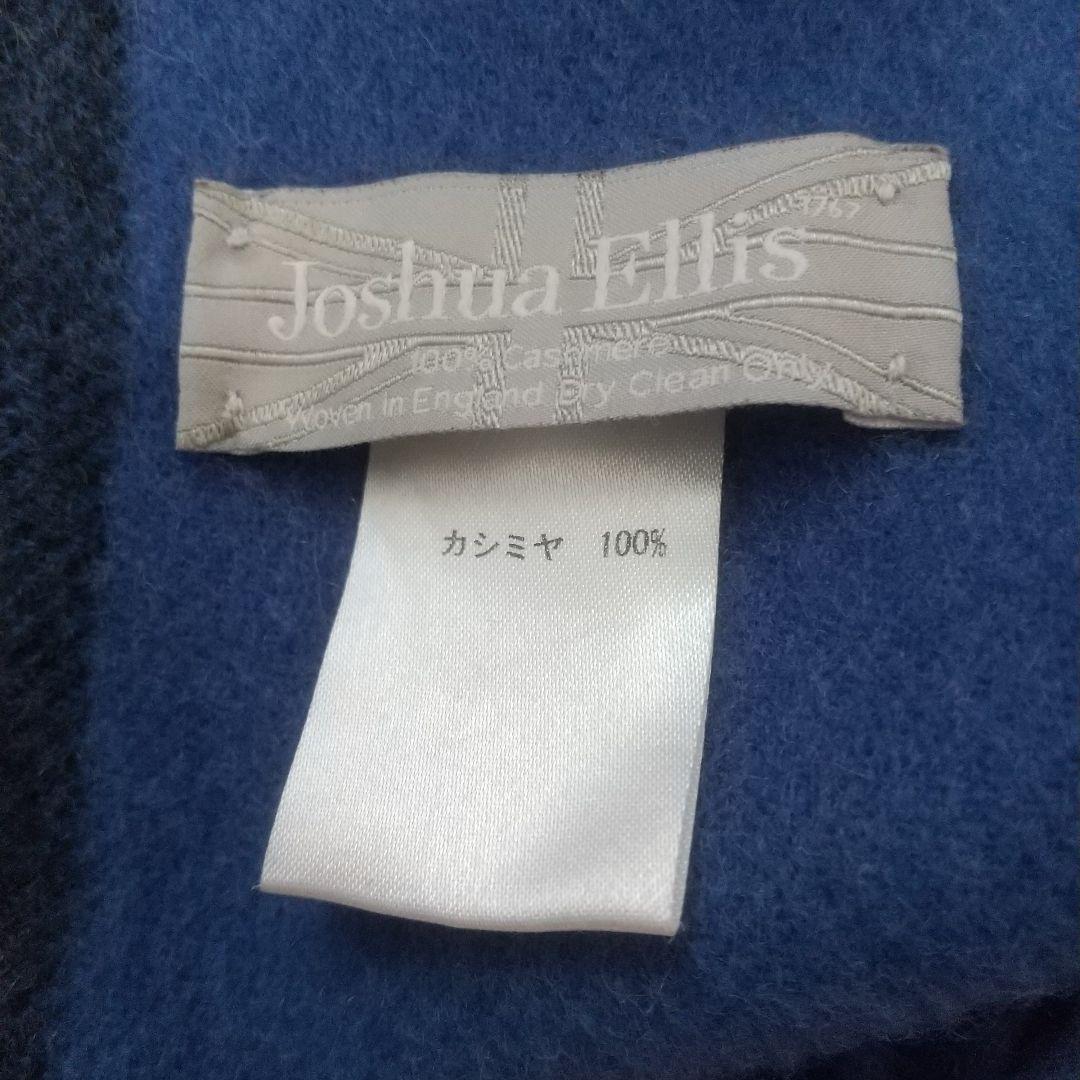 1767
Joshua Ellis
100% Cashmere
Woven in England Dry Clean Only
カシミヤ 100%